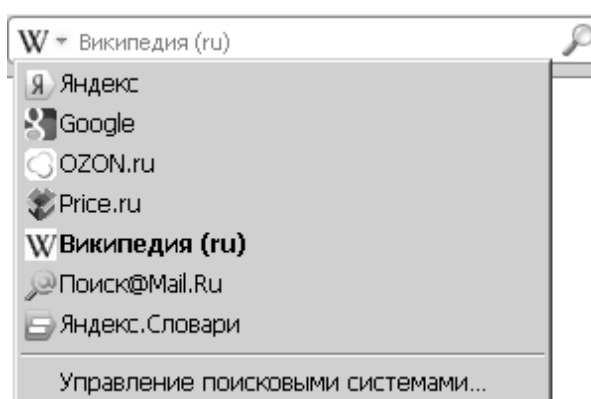 W Википедия (ru)
Я Яндекс
Google
OZON.ru
Price.ru
W Википедия (ru)
Поиск@Mail.Ru
Яндекс.Словари
Управление поисковыми системами...